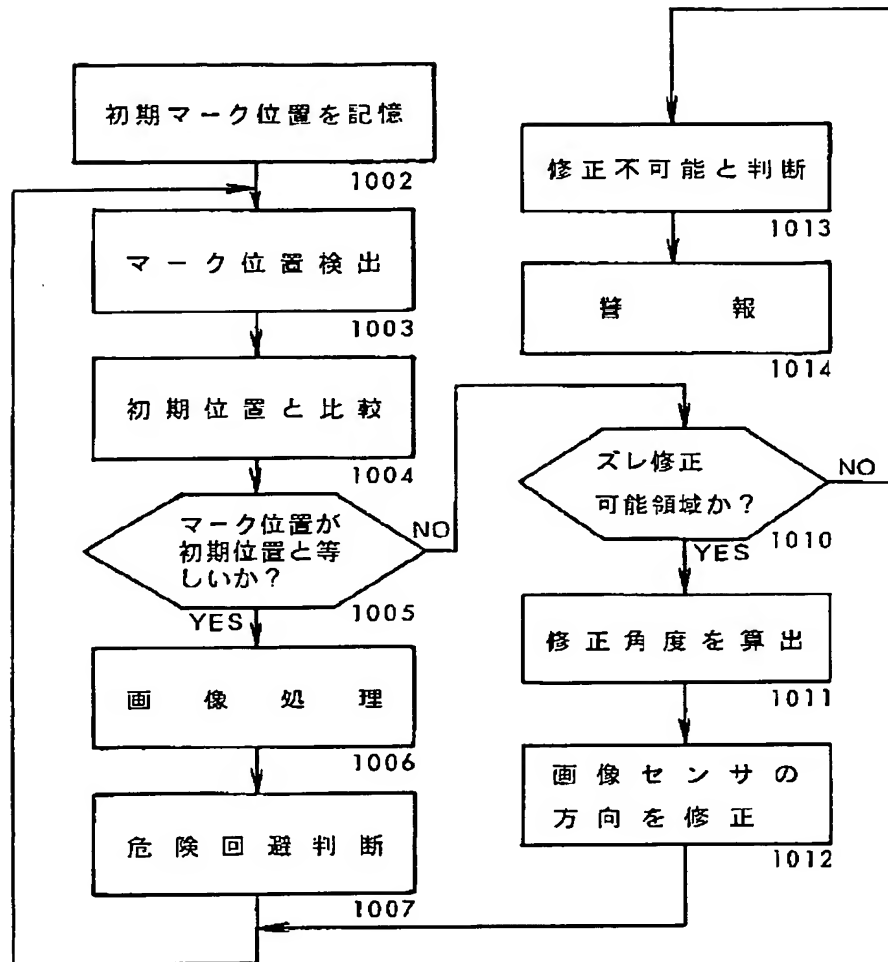 初期マーク位置を記憶
1002
マーク位置検出
1003
初期位置と比較
1004
マーク位置が
初期位置と等
しいか?
NO
YES
1005
画像処理
1006
危険回避判断
1007
修正不可能と判断
1013
警報
1014
ズレ修正
可能領域か?
NO
YES
1010
修正角度を算出
1011
画像センサの
方向を修正
1012